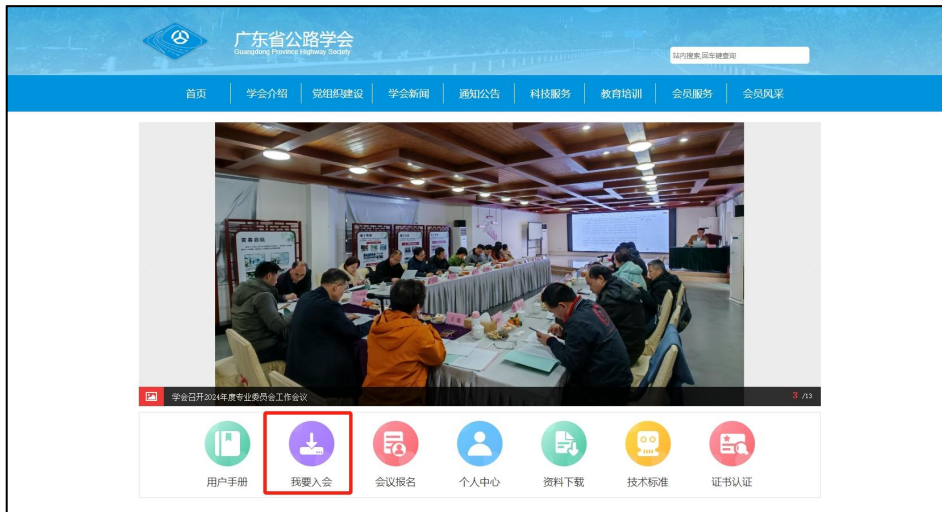 广东省公路学会
Guangdong Province Highway Society
站内搜索,回车键查询
首页 学会介绍 党组织建设 学会新闻 通知公告 科技服务 教育培训 会员服务 会员风采
学会召开2024年度专业委员会工作会议
3 /13
用户手册 我要入会 会议报名 个人中心 资料下载 技术标准 证书认证